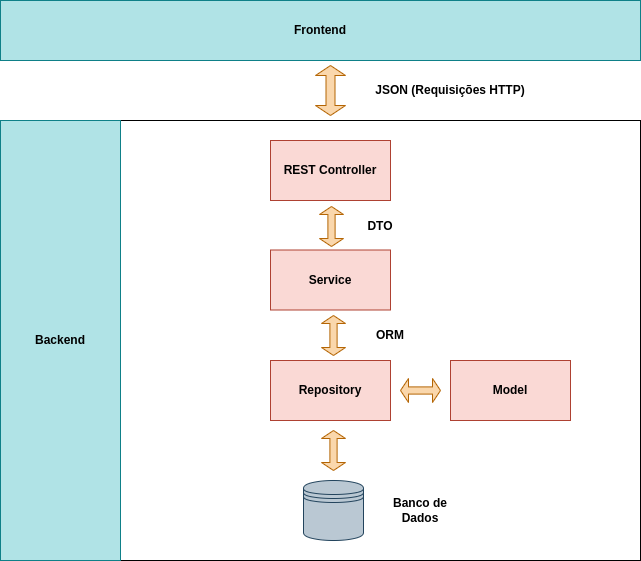 Frontend
JSON (Requisições HTTP)
REST Controller
DTO
Service
Backend
ORM
Repository
Model
Banco de
Dados